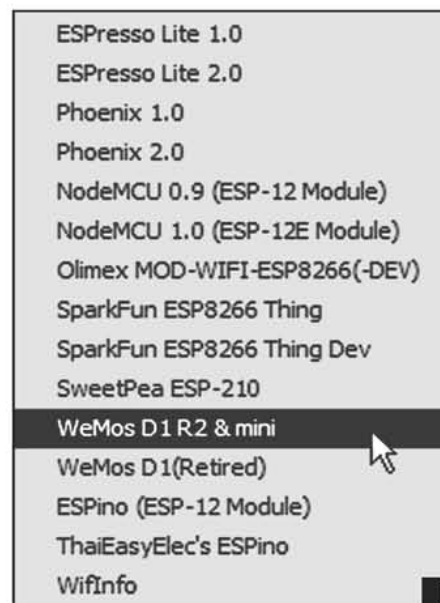 ESPresso Lite 1.0
ESPresso Lite 2.0
Phoenix 1.0
Phoenix 2.0
NodeMCU 0.9 (ESP-12 Module)
NodeMCU 1.0 (ESP-12E Module)
Olimex MOD-WIFI-ESP8266(-DEV)
SparkFun ESP8266 Thing
SparkFun ESP8266 Thing Dev
SweetPea ESP-210
WeMos D1 R2 & mini
WeMos D1(Retired)
ESPino (ESP-12 Module)
ThaiEasyElec's ESPino
WifInfo